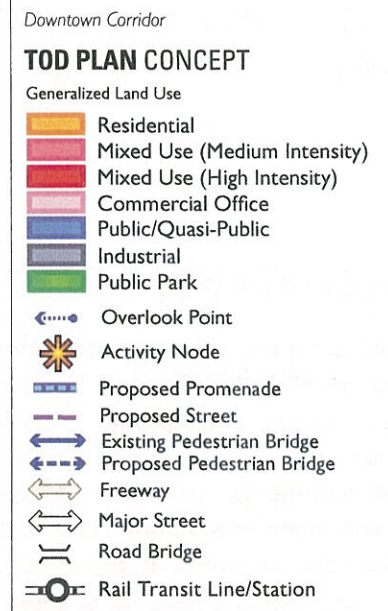 Downtown Corridor
TOD PLAN CONCEPT
Generalized Land Use
Residential
Mixed Use (Medium Intensity)
Mixed Use (High Intensity)
Commercial Office
Public/Quasi-Public
Industrial
Public Park
Overlook Point
Activity Node
Proposed Promenade
Proposed Street
Existing Pedestrian Bridge
Proposed Pedestrian Bridge
Freeway
Major Street
Road Bridge
Rail Transit Line/Station